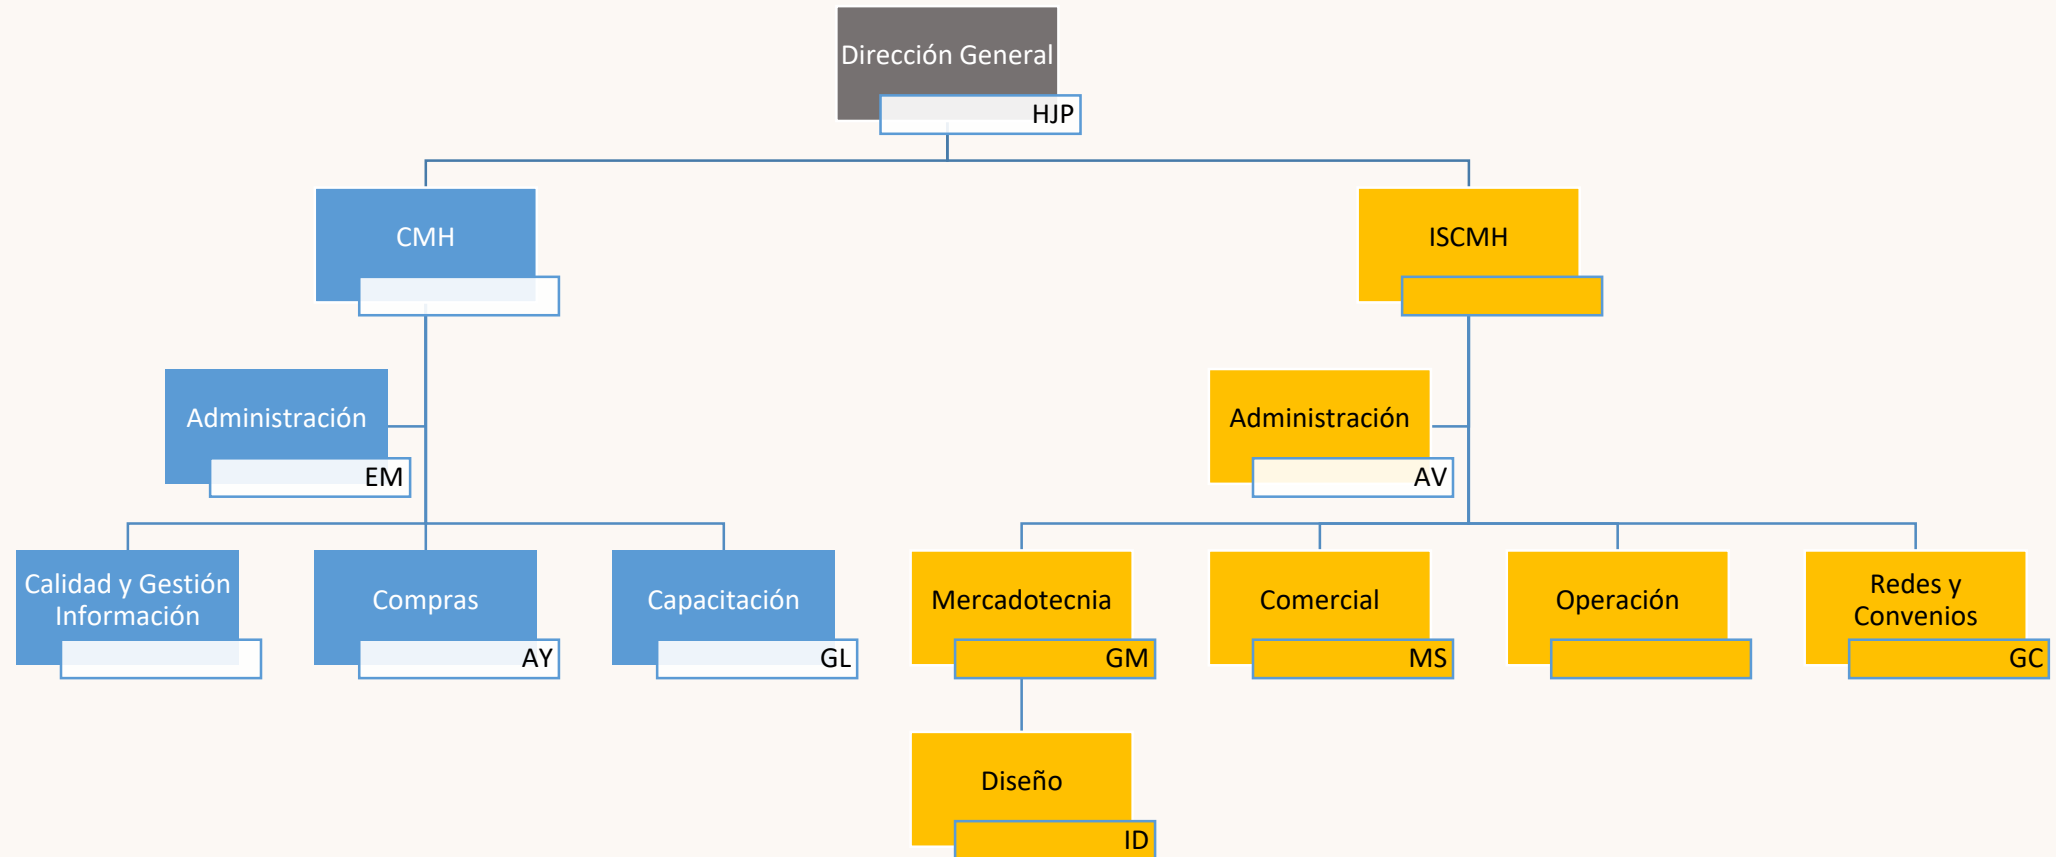 Dirección General
HJP
CMH
ISCMH
Administración
EM
Administración
AV
Calidad y Gestión
Información
Compras
AY
Capacitación
GL
Mercadotecnia
GM
Comercial
MS
Operación
Redes y
Convenios
GC
Diseño
ID